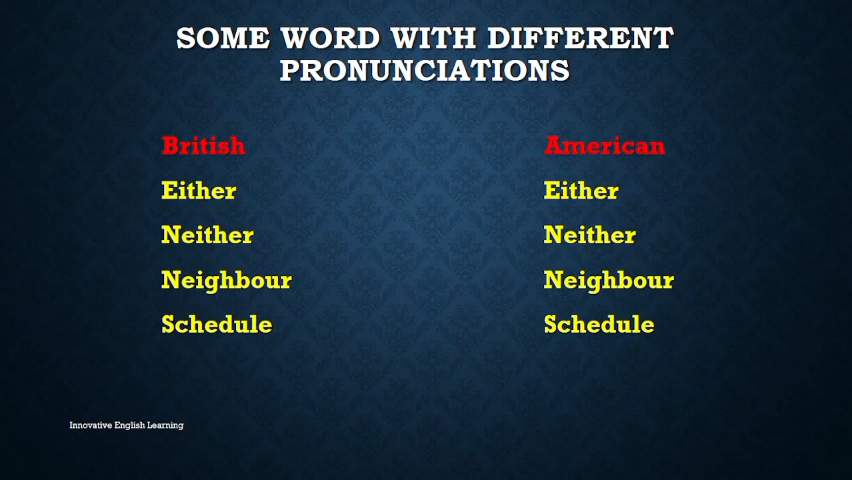 SOME WORD WITH DIFFERENT
PRONUNCIATIONS
British American
Either Either
Neither Neither
Neighbour Neighbour
Schedule Schedule
Innovative English Learning